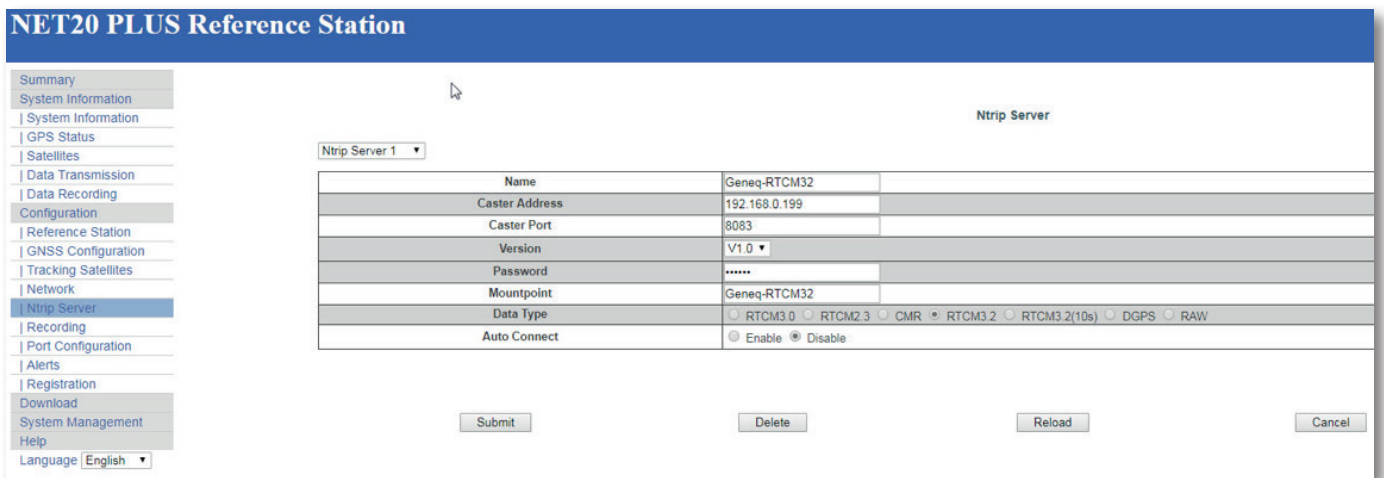 NET20 PLUS Reference Station
Summary
System Information
| System Information
| GPS Status
| Satellites
| Data Transmission
| Data Recording
Configuration
| Reference Station
| GNSS Configuration
| Tracking Satellites
| Network
| Ntrip Server
| Recording
| Port Configuration
| Alerts
| Registration
Download
System Management
Help
Language English
Ntrip Server
Ntrip Server 1
Name Geneq-RTCM32
Caster Address 192.168.0.199
Caster Port 8083
Version V1.0
Password ••••••
Mountpoint Geneq-RTCM32
Data Type RTCM3.0 RTCM2.3 CMR RTCM3.2 RTCM3.2(10s) DGPS RAW
Auto Connect Enable Disable
Submit Delete Reload Cancel